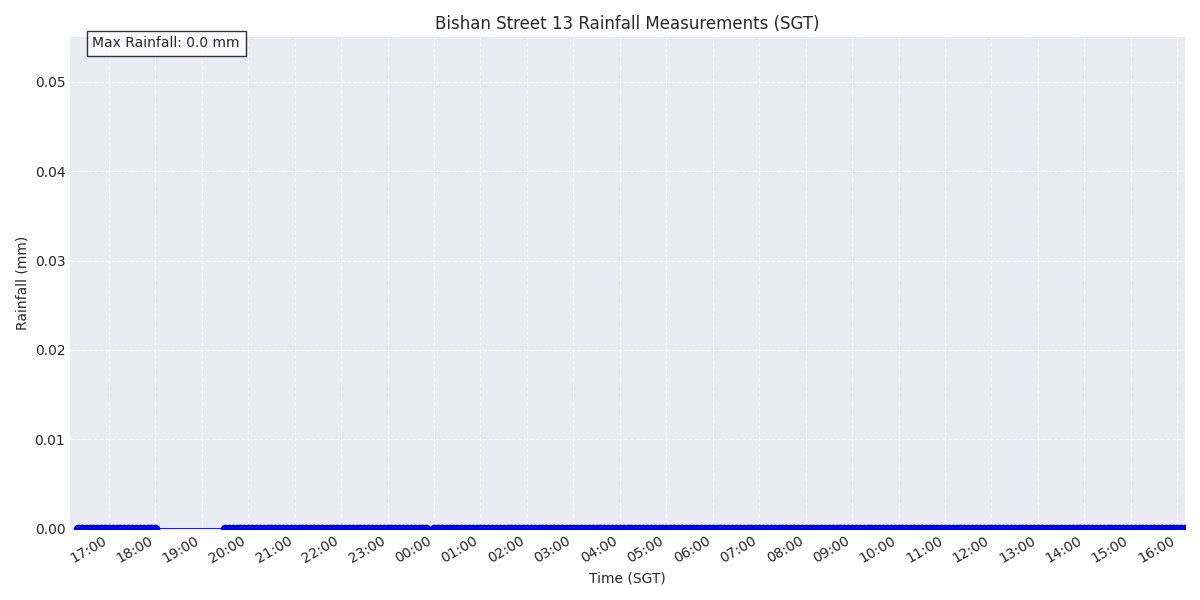 Bishan Street 13 Rainfall Measurements (SGT)
Max Rainfall: 0.0 mm
0.05
0.04
0.03
0.02
0.01
0.00
Rainfall (mm)
17:00 18:00 19:00 20:00 21:00 22:00 23:00 00:00 01:00 02:00 03:00 04:00 05:00 06:00 07:00 08:00 09:00 10:00 11:00 12:00 13:00 14:00 15:00 16:00
Time (SGT)